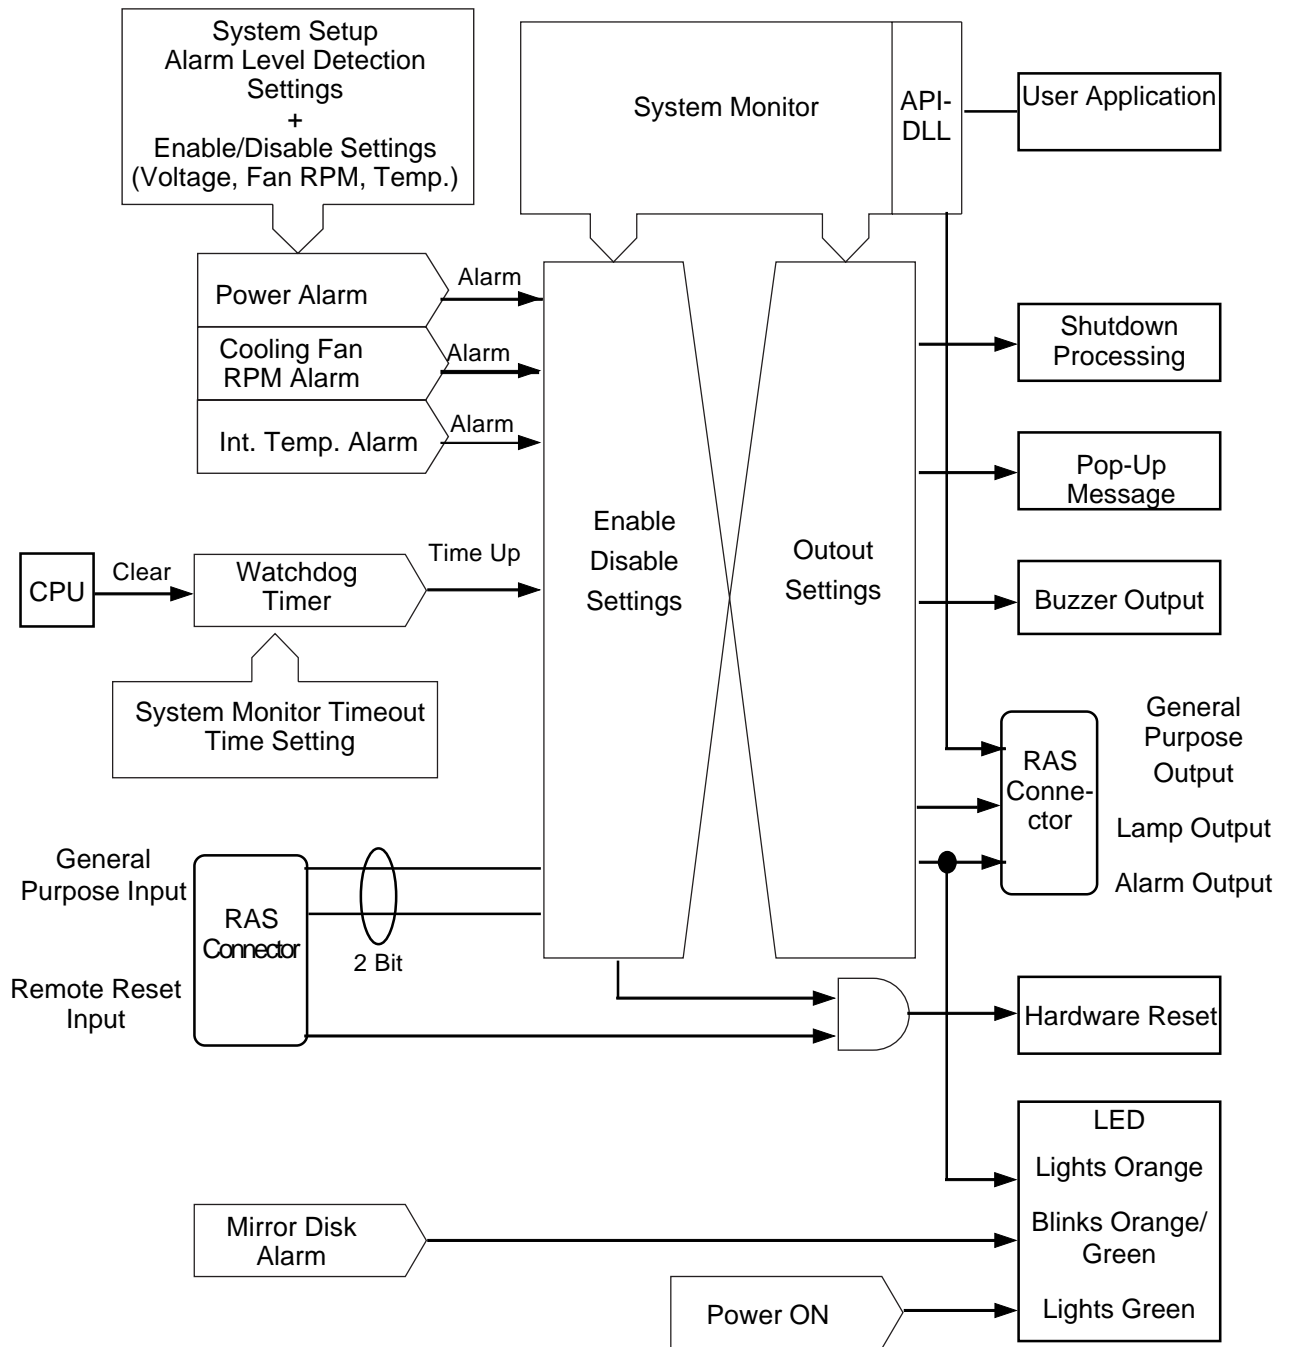 System Setup
Alarm Level Detection
Settings
+
Enable/Disable Settings
(Voltage, Fan RPM, Temp.)
System Monitor
API-
DLL
User Application
Power Alarm
Alarm
Cooling Fan
RPM Alarm
Alarm
Int. Temp. Alarm
Alarm
Shutdown
Processing
Pop-Up
Message
Enable
Disable
Settings
Outout
Settings
CPU
Clear
Watchdog
Timer
Time Up
Buzzer Output
System Monitor Timeout
Time Setting
RAS
Conne-
ctor
General
Purpose
Output
Lamp Output
Alarm Output
General
Purpose Input
RAS
Connector
2 Bit
Remote Reset
Input
Hardware Reset
LED
Lights Orange
Blinks Orange/
Green
Lights Green
Mirror Disk
Alarm
Power ON